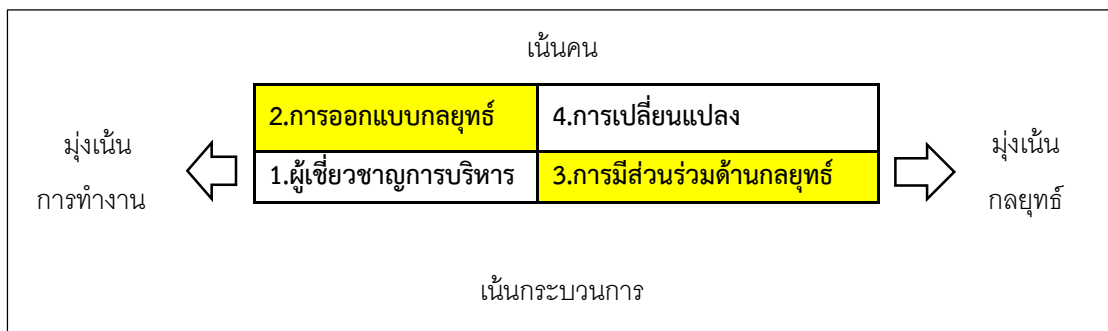 เน้นคน
2.การออกแบบกลยุทธ์ 4.การเปลี่ยนแปลง
มุ่งเน้น
การทำงาน
1.ผู้เชี่ยวชาญการบริหาร 3.การมีส่วนร่วมด้านกลยุทธ์
มุ่งเน้น
กลยุทธ์
เน้นกระบวนการ